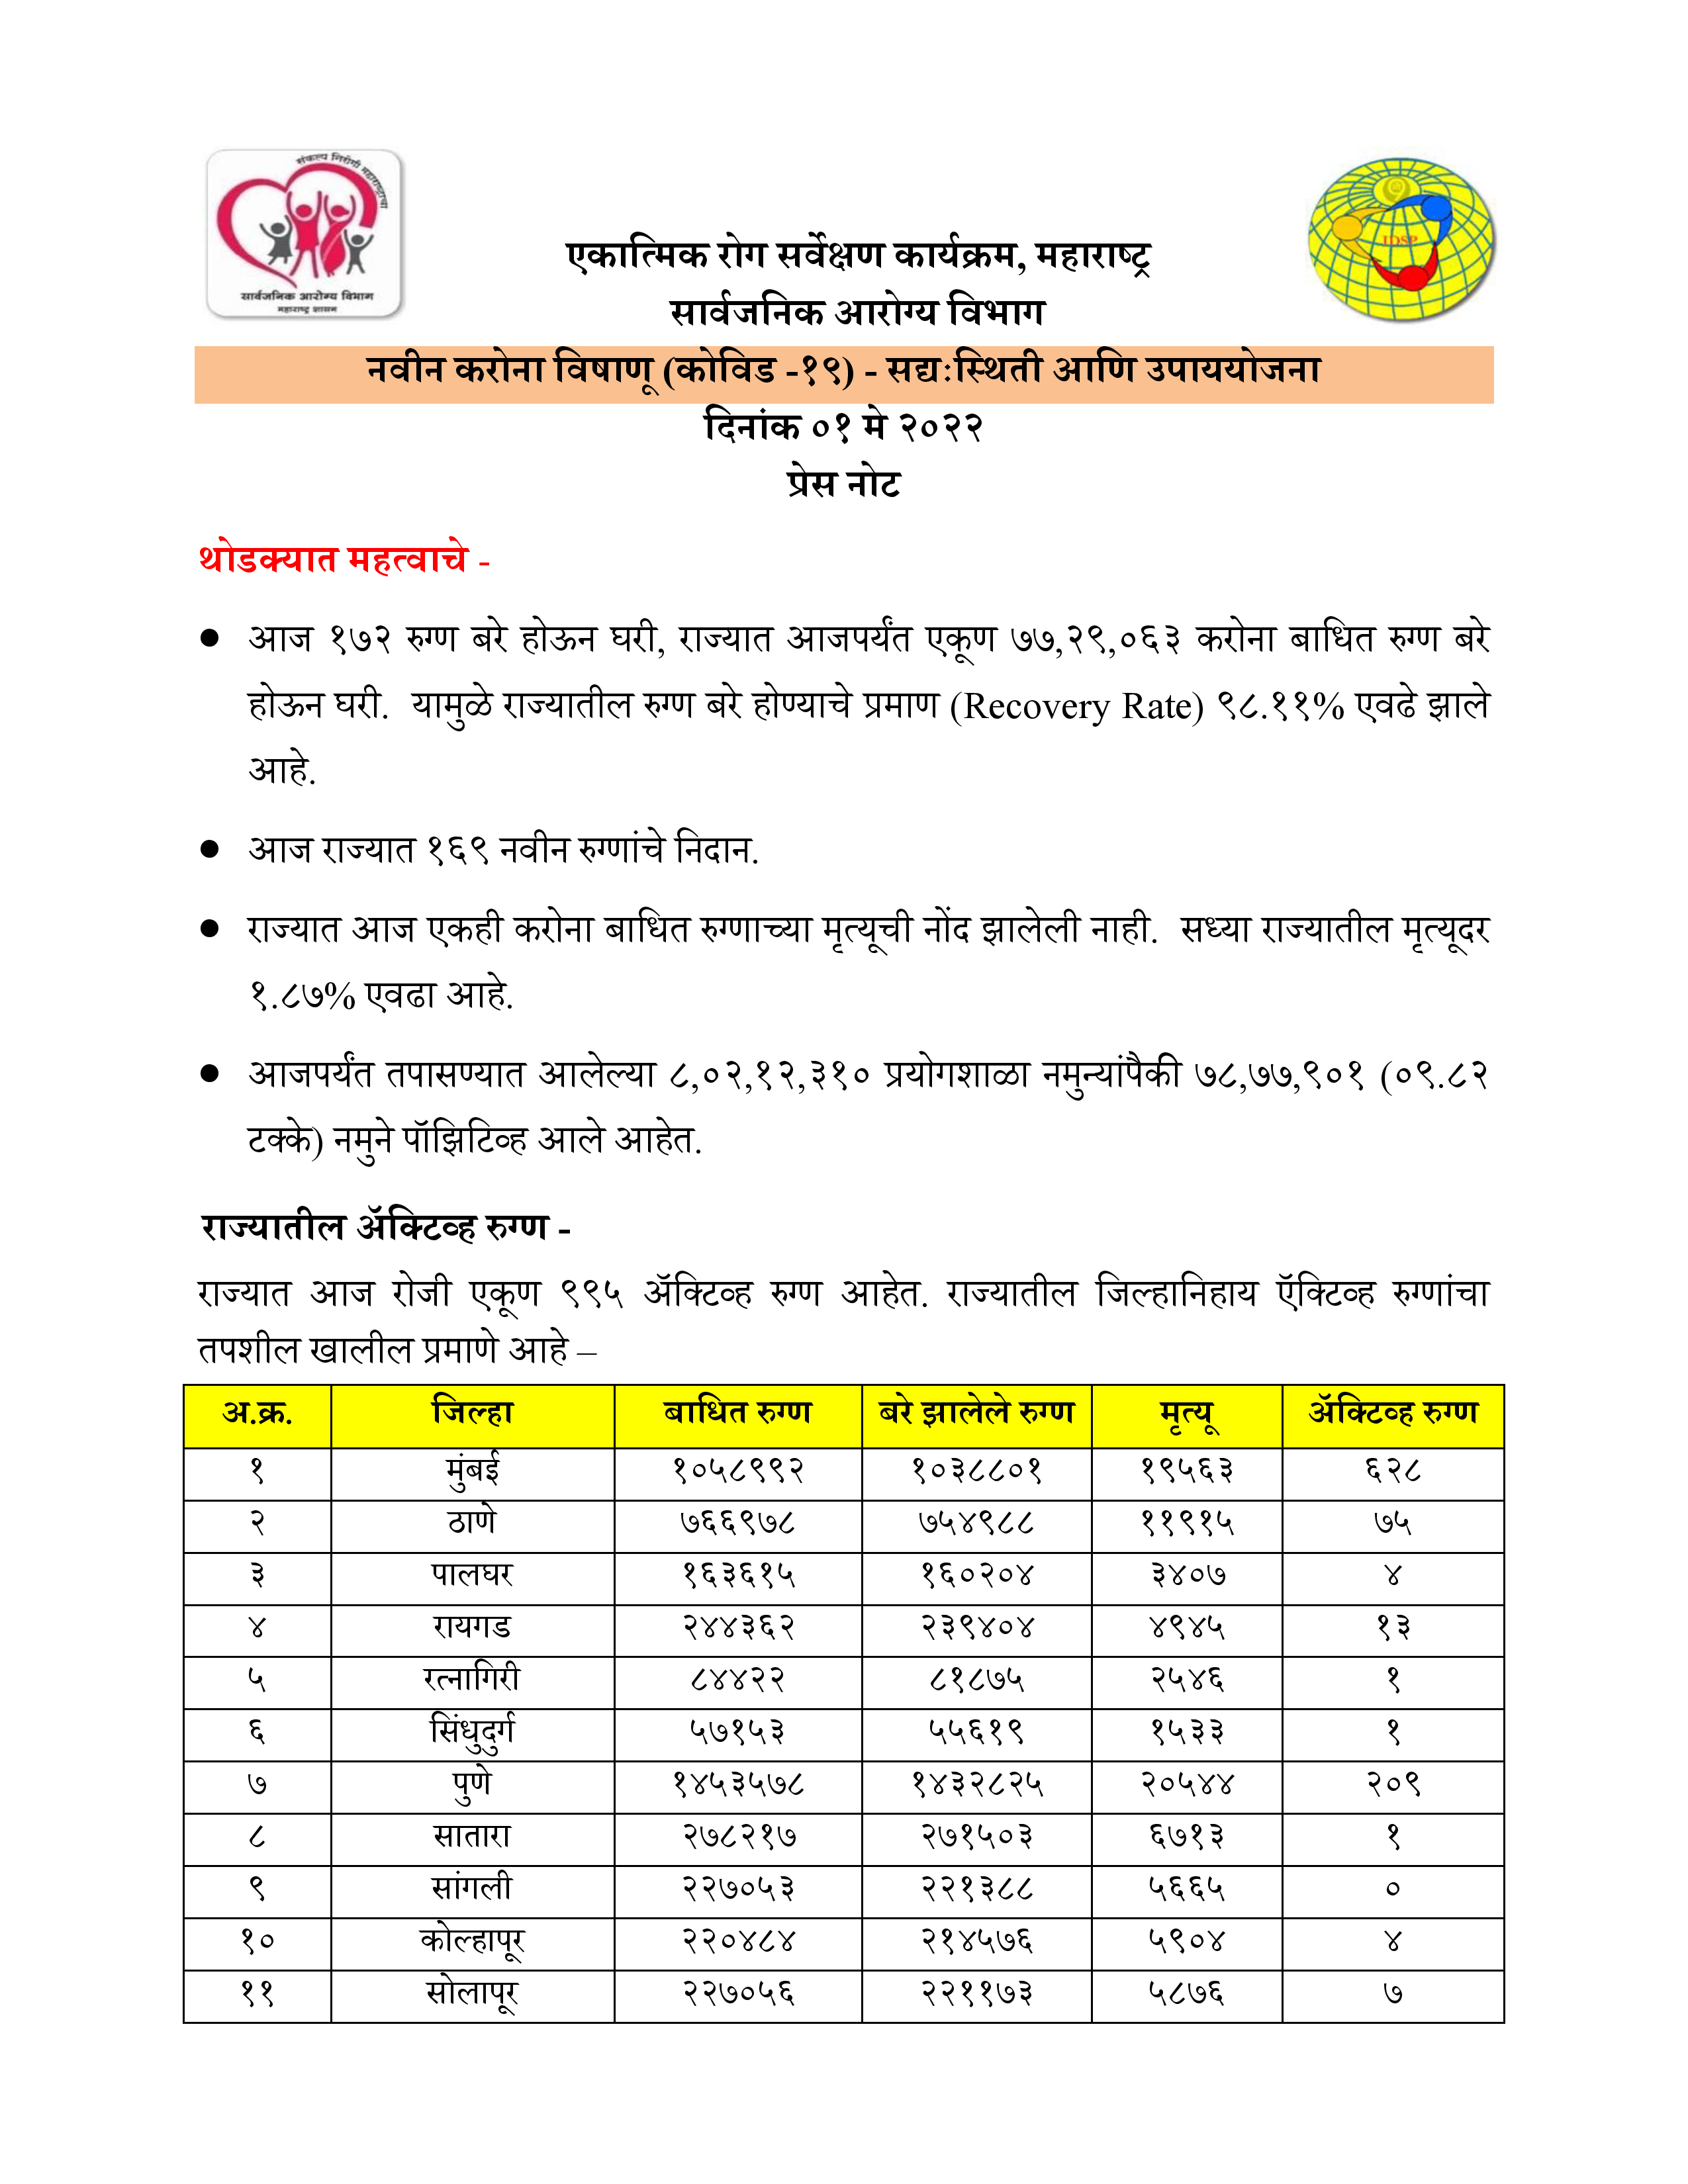 संकल्प निरोगी महाराष्ट्राचा
सार्वजनिक आरोग्य विभाग
महाराष्ट्र शासन
IDSP
एकात्मिक रोग सर्वेक्षण कार्यक्रम, महाराष्ट्र
सार्वजनिक आरोग्य विभाग
नवीन करोना विषाणू (कोविड -१९) - सद्यःस्थिती आणि उपाययोजना
दिनांक ०१ मे २०२२
प्रेस नोट
थोडक्यात महत्वाचे -
● आज १७२ रुग्ण बरे होऊन घरी, राज्यात आजपर्यंत एकूण ७७,२९,०६३ करोना बाधित रुग्ण बरे
होऊन घरी. यामुळे राज्यातील रुग्ण बरे होण्याचे प्रमाण (Recovery Rate) ९८.११% एवढे झाले
आहे.
● आज राज्यात १६९ नवीन रुग्णांचे निदान.
● राज्यात आज एकही करोना बाधित रुग्णाच्या मृत्यूची नोंद झालेली नाही. सध्या राज्यातील मृत्यूदर
१.८७% एवढा आहे.
● आजपर्यंत तपासण्यात आलेल्या ८,०२,१२,३१० प्रयोगशाळा नमुन्यांपैकी ७८,७७,९०१ (०९.८२
टक्के) नमुने पॉझिटिव्ह आले आहेत.
राज्यातील ॲक्टिव्ह रुग्ण -
राज्यात आज रोजी एकूण ९९५ ॲक्टिव्ह रुग्ण आहेत. राज्यातील जिल्हानिहाय ऍक्टिव्ह रुग्णांचा
तपशील खालील प्रमाणे आहे –
अ.क्र. जिल्हा बाधित रुग्ण बरे झालेले रुग्ण मृत्यू ॲक्टिव्ह रुग्ण
१ मुंबई १०५८९९२ १०३८८०१ १९५६३ ६२८
२ ठाणे ७६६९७८ ७५४९८८ ११९१५ ७५
३ पालघर १६३६१५ १६०२०४ ३४०७ ४
४ रायगड २४४३६२ २३९४०४ ४९४५ १३
५ रत्नागिरी ८४४२२ ८१८७५ २५४६ १
६ सिंधुदुर्ग ५७१५३ ५५६१९ १५३३ १
७ पुणे १४५३५७८ १४३२८२५ २०५४४ २०९
८ सातारा २७८२१७ २७१५०३ ६७१३ १
९ सांगली २२७०५३ २२१३८८ ५६६५ ०
१० कोल्हापूर २२०४८४ २१४५७६ ५९०४ ४
११ सोलापूर २२७०५६ २२११७३ ५८७६ ७